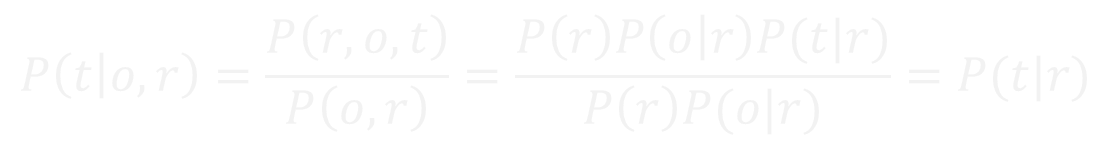 P(t|o, r) = P(r, o, t) / P(o, r) = P(r)P(o|r)P(t|r) / P(r)P(o|r) = P(t|r)